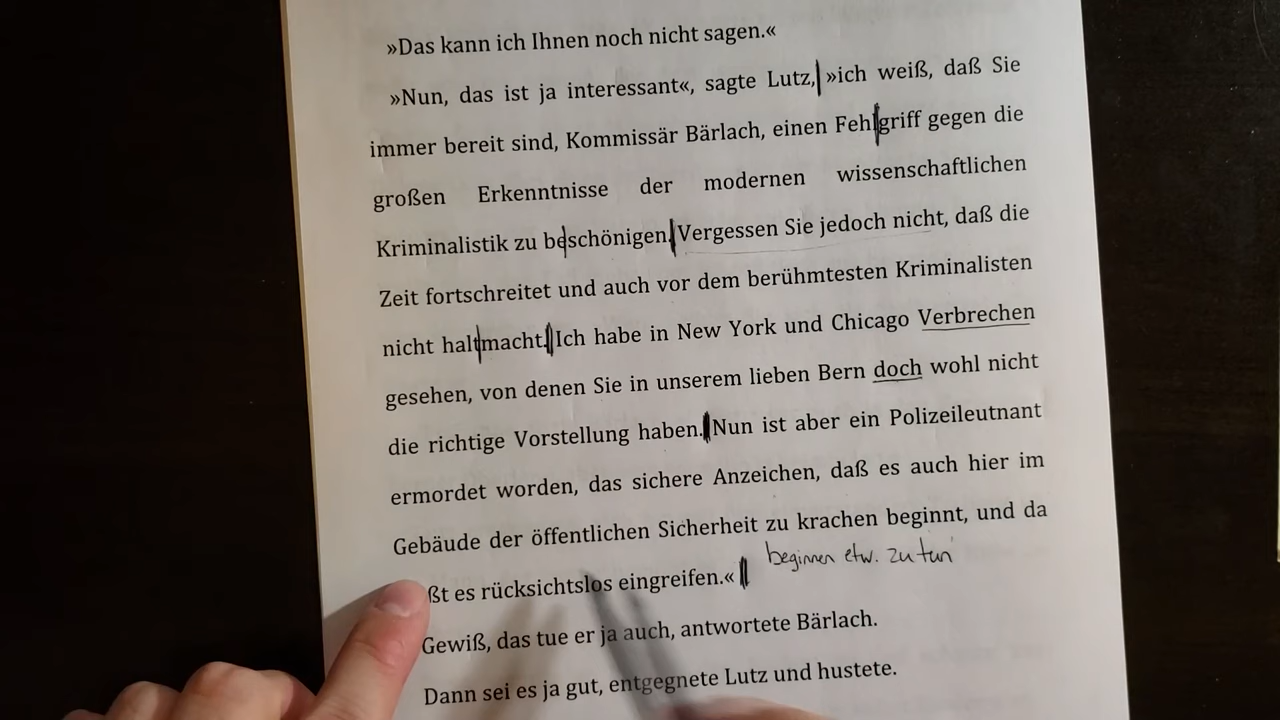 »Das kann ich Ihnen noch nicht sagen.«
»Nun, das ist ja interessant«, sagte Lutz, »ich weiß, daß Sie
immer bereit sind, Kommissär Bärlach, einen Fehlgriff gegen die
großen Erkenntnisse der modernen wissenschaftlichen
Kriminalistik zu beschönigen. Vergessen Sie jedoch nicht, daß die
Zeit fortschreitet und auch vor dem berühmtesten Kriminalisten
nicht haltmacht. Ich habe in New York und Chicago Verbrechen
gesehen, von denen Sie in unserem lieben Bern doch wohl nicht
die richtige Vorstellung haben. Nun ist aber ein Polizeileutnant
ermordet worden, das sichere Anzeichen, daß es auch hier im
Gebäude der öffentlichen Sicherheit zu krachen beginnt, und da
beginnen etw. zu tun
ßt es rücksichtslos eingreifen.«
Gewiß, das tue er ja auch, antwortete Bärlach.
Dann sei es ja gut, entgegnete Lutz und hustete.